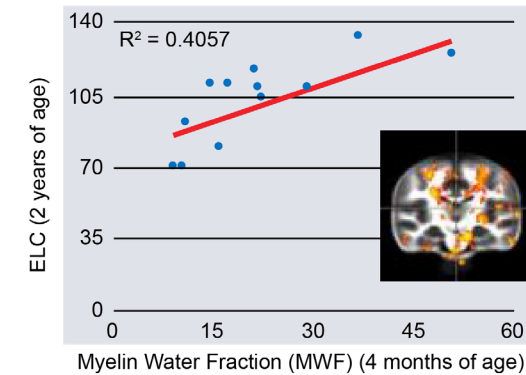 140
R² = 0.4057
105
70
35
0
0 15 30 45 60
ELC (2 years of age)
Myelin Water Fraction (MWF) (4 months of age)